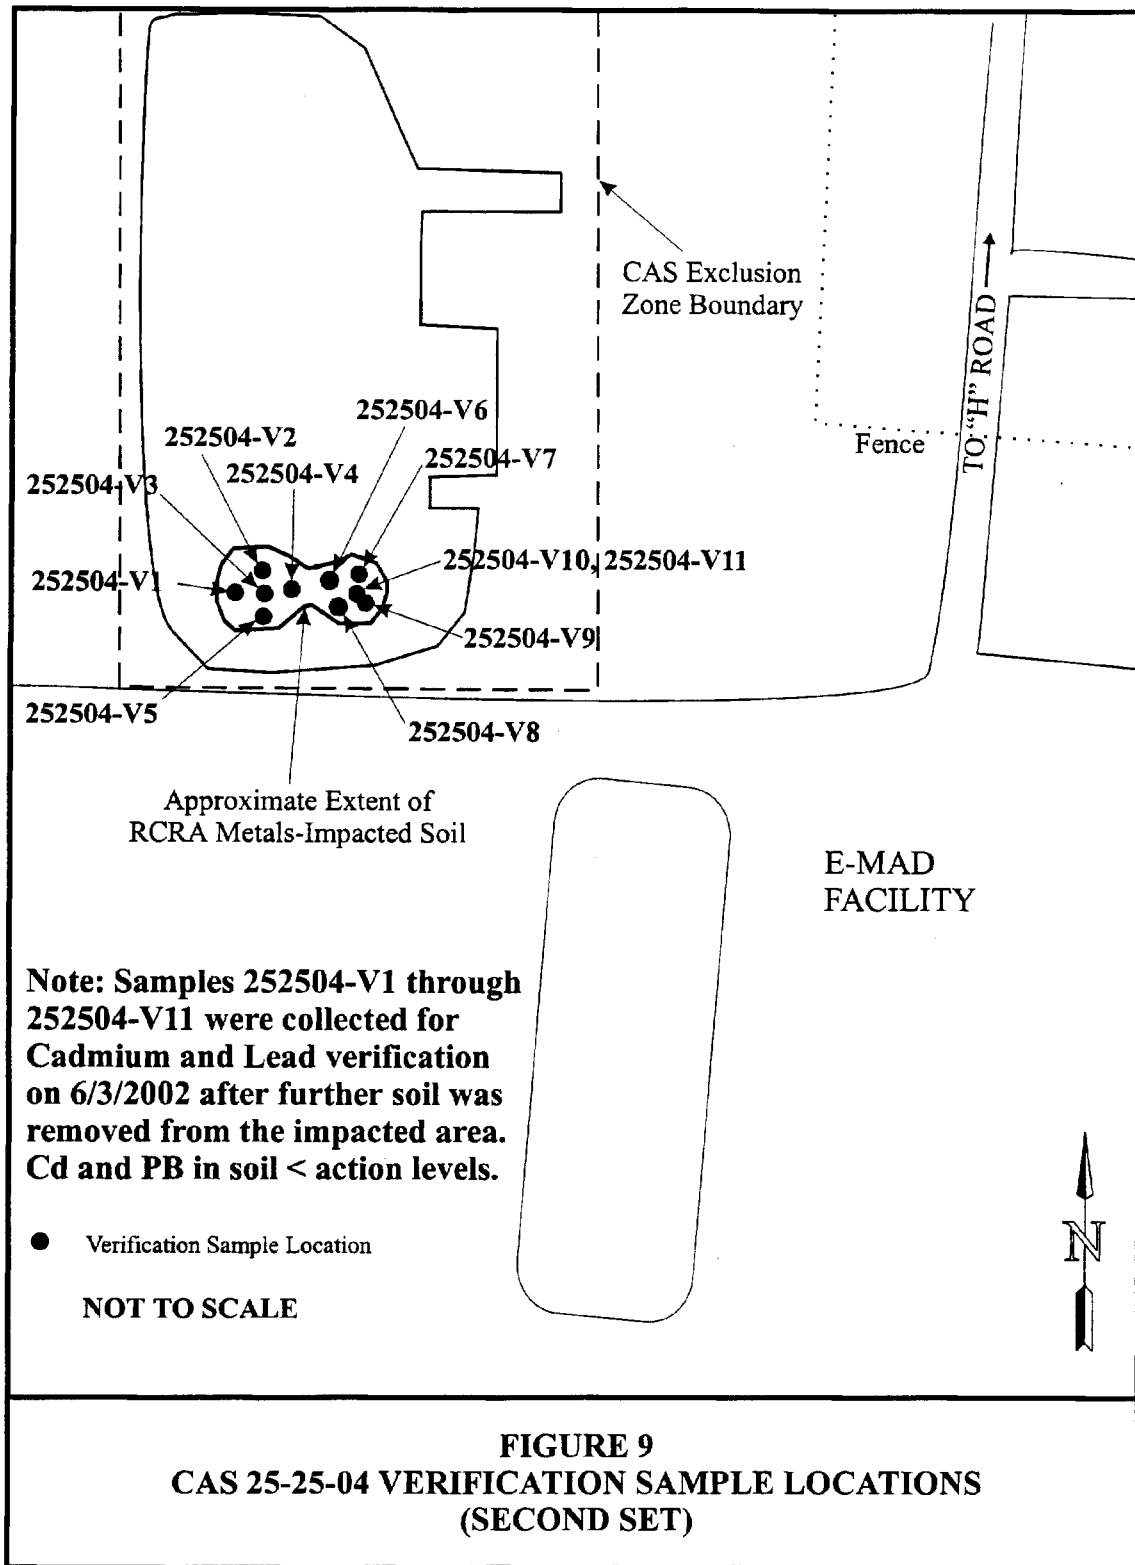 CAS Exclusion
Zone Boundary
TO "H" ROAD
Fence
252504-V6
252504-V2
252504-V4
252504-V7
252504-V3
252504-V10, 252504-V11
252504-V1
252504-V9
252504-V5
252504-V8
Approximate Extent of
RCRA Metals-Impacted Soil
E-MAD
FACILITY
Note: Samples 252504-V1 through
252504-V11 were collected for
Cadmium and Lead verification
on 6/3/2002 after further soil was
removed from the impacted area.
Cd and PB in soil < action levels.
Verification Sample Location
NOT TO SCALE
N
FIGURE 9
CAS 25-25-04 VERIFICATION SAMPLE LOCATIONS
(SECOND SET)